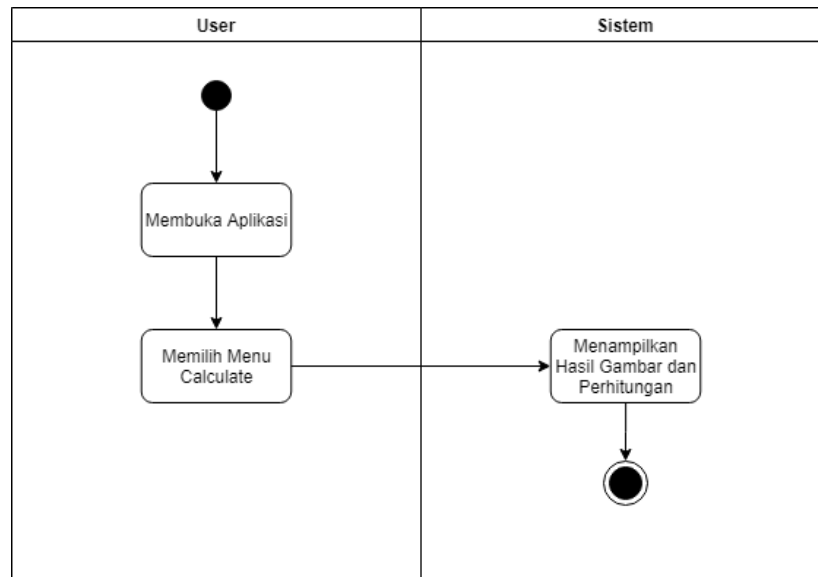 User
Sistem
Membuka Aplikasi
Memilih Menu
Calculate
Menampilkan
Hasil Gambar dan
Perhitungan